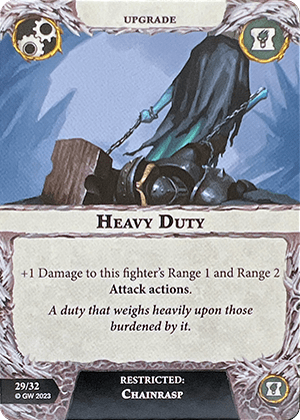 UPGRADE
HEAVY DUTY
+1 Damage to this fighter's Range 1 and Range 2
Attack actions.
A duty that weighs heavily upon those
burdened by it.
29/32
© GW 2023
RESTRICTED:
CHAINRASP